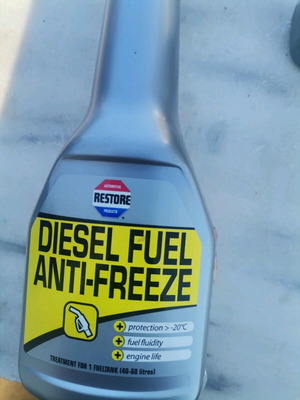 AUTOMOTIVE
RESTORE
PRODUCTS
DIESEL FUEL
ANTI-FREEZE
+ protection > -20°C
+ fuel fluidity
+ engine life
TREATMENT FOR 1 FUELTANK (40-60 litres)